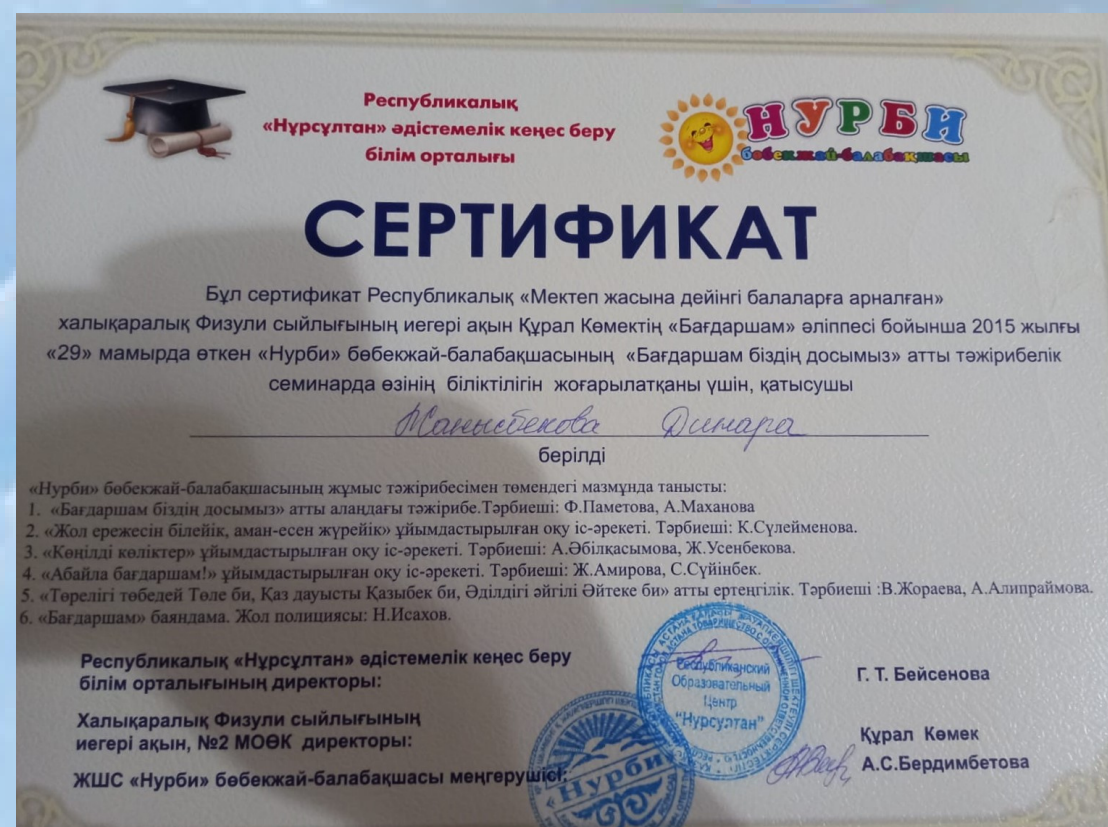 Республикалық
«Нұрсұлтан» әдістемелік кеңес беру
білім орталығы
НУРБИ
бөбекжай-балабақшасы
СЕРТИФИКАТ
Бұл сертификат Республикалық «Мектеп жасына дейінгі балаларға арналған»
халықаралық Физули сыйлығының иегері ақын Құрал Көмектің «Бағдаршам» әліппесі бойынша 2015 жылғы
«29» мамырда өткен «Нурби» бөбекжай-балабақшасының «Бағдаршам біздің досымыз» атты тәжірибелік
семинарда өзінің біліктілігін жоғарылатқаны үшін, қатысушы
Жанысбекова Динара
берілді
«Нурби» бөбекжай-балабақшасының жұмыс тәжірибесімен төмендегі мазмұнда танысты:
1. «Бағдаршам біздің досымыз» атты алаңдағы тәжірибе.Тәрбиеші: Ф.Паметова, А.Маханова
2. «Жол ережесін білейік, аман-есен жүрейік» ұйымдастырылған оқу іс-әрекеті. Тәрбиеші: К.Сүлейменова.
3. «Көңілді көліктер» ұйымдастырылған оқу іс-әрекеті. Тәрбиеші: А.Әбілқасымова, Ж.Усенбекова.
4. «Абайла бағдаршам!» ұйымдастырылған оқу іс-әрекеті. Тәрбиеші: Ж.Амирова, С.Сүйінбек.
5. «Төрелігі төбедей Төле би, Қаз дауысты Қазыбек би, Әділдігі әйгілі Әйтеке би» атты ертеңгілік. Тәрбиеші :В.Жораева, А.Алипраймова.
6. «Бағдаршам» баяндама. Жол полициясы: Н.Исахов.
Республикалық «Нұрсұлтан» әдістемелік кеңес беру
білім орталығының директоры:
Г. Т. Бейсенова
Халықаралық Физули сыйлығының
иегері ақын, №2 МОӨК директоры:
Құрал Көмек
ЖШС «Нурби» бөбекжай-балабақшасы меңгерушісі:
А.С.Бердимбетова
Республиканский
Образовательный
Центр
"Нурсултан"
«Нурби»